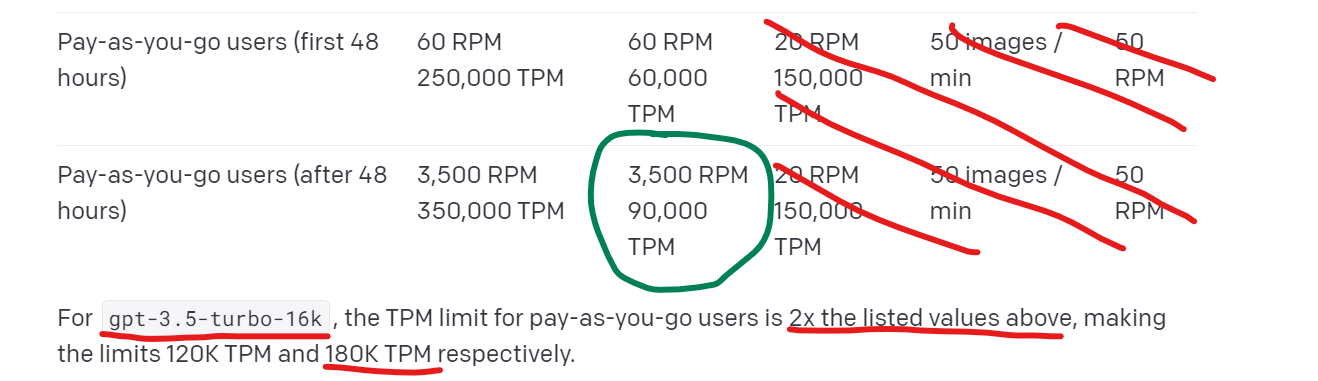 Pay-as-you-go users (first 48 60 RPM 60 RPM 20 RPM 50 images / 50
hours) 250,000 TPM 60,000 150,000 min RPM
TPM TPM
Pay-as-you-go users (after 48 3,500 RPM 3,500 RPM 20 RPM 50 images / 50
hours) 350,000 TPM 90,000 150,000 min RPM
TPM TPM
For gpt-3.5-turbo-16k , the TPM limit for pay-as-you-go users is 2x the listed values above, making
the limits 120K TPM and 180K TPM respectively.